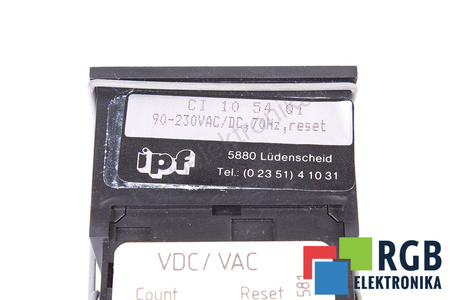 CI 10 54 01
90-230VAC/DC,70Hz,reset
ipf
5880 Lüdenscheid
Tel.: (0 23 51) 4 10 31
VDC/VAC
Count Reset
581
RGB
ELEKTRONIKA